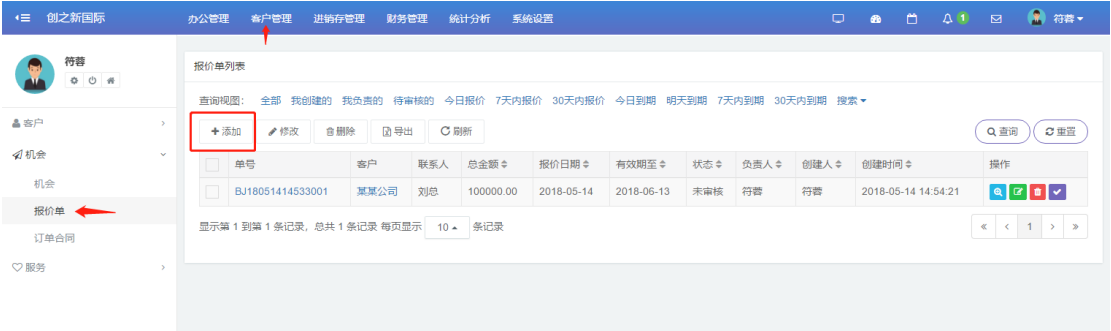 创之新国际 办公管理 客户管理 进销存管理 财务管理 统计分析 系统设置 1 符蓉
符蓉
客户
机会
机会
报价单
订单合同
服务
报价单列表
查询视图： 全部 我创建的 我负责的 待审核的 今日报价 7天内报价 30天内报价 今日到期 明天到期 7天内到期 30天内到期 搜索
添加 修改 删除 导出 刷新 查询 重置
单号 客户 联系人 总金额 报价日期 有效期至 状态 负责人 创建人 创建时间 操作
BJ18051414533001 某某公司 刘总 100000.00 2018-05-14 2018-06-13 未审核 符蓉 符蓉 2018-05-14 14:54:21
显示第 1 到第 1 条记录，总共 1 条记录 每页显示 10 条记录 « ‹ 1 › »